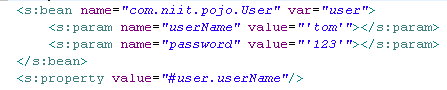 <s:bean name="com.niit.pojo.User" var="user">
<s:param name="userName" value="'tom'"></s:param>
<s:param name="password" value="'123'"></s:param>
</s:bean>
<s:property value="#user.userName"/>